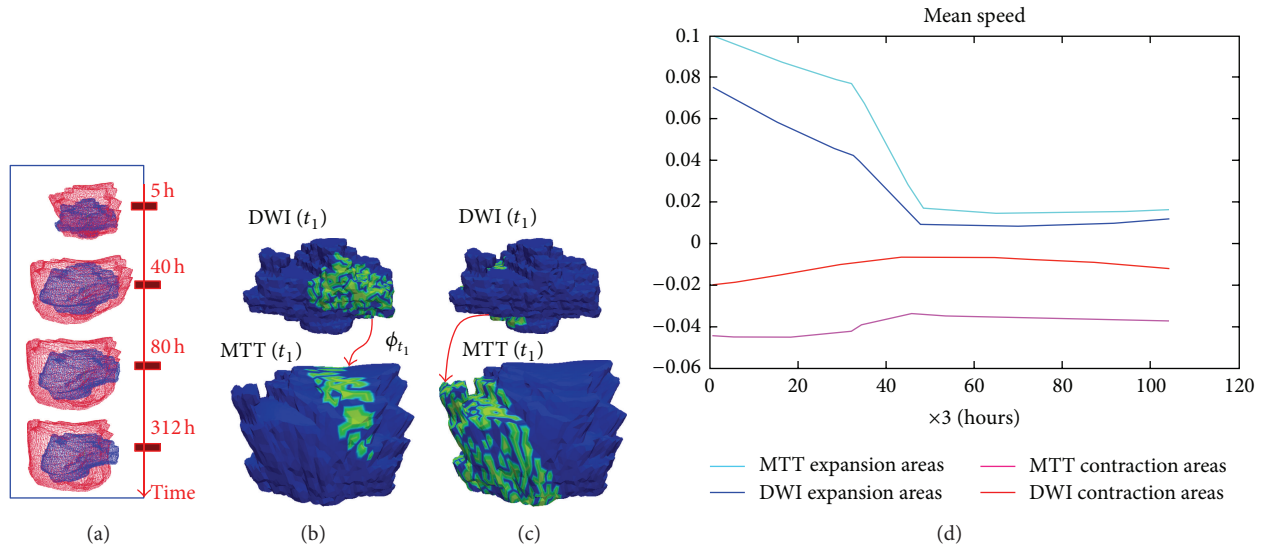 5 h
40 h
80 h
312 h
Time
(a)
DWI (t₁)
ϕt₁
MTT (t₁)
(b)
DWI (t₁)
MTT (t₁)
(c)
Mean speed
0.1
0.08
0.06
0.04
0.02
0
−0.02
−0.04
−0.06
0 20 40 60 80 100 120
×3 (hours)
MTT expansion areas
DWI expansion areas
MTT contraction areas
DWI contraction areas
(d)